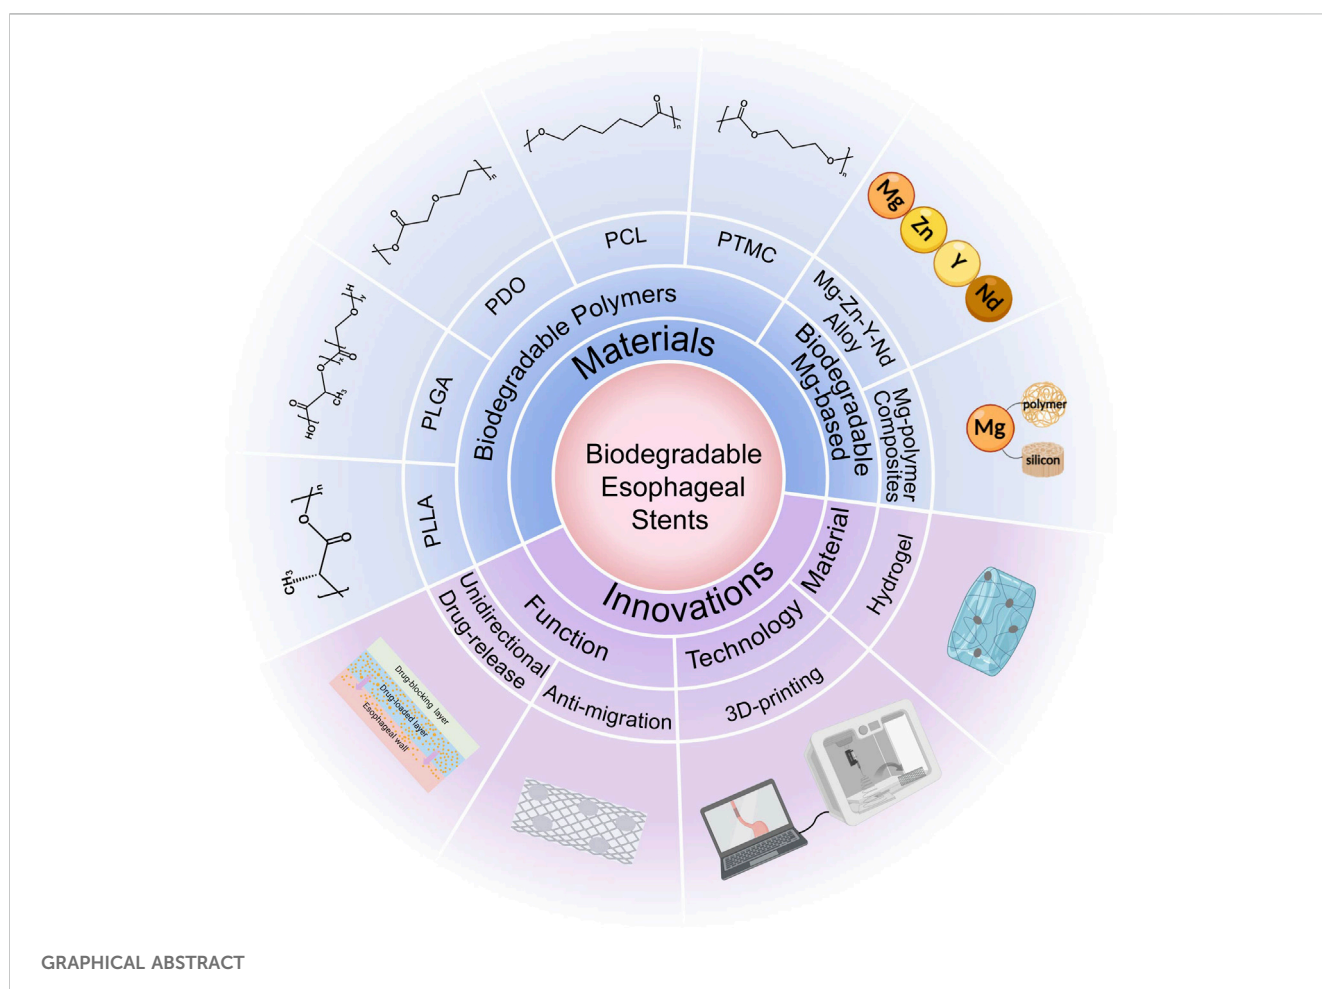 Biodegradable
Esophageal
Stents
Materials
Biodegradable Polymers
PLLA
PLGA
PDO
PCL
PTMC
Biodegradable
Mg-based
Mg-Zn-Y-Nd
Alloy
Mg-polymer
Composites
Innovations
Function
Unidirectional
Drug-release
Anti-migration
Technology
3D-printing
Material
Hydrogel
CH₃
O
O
n
HO
O
O
CH₃
x
O
O
H
y
O
O
O
n
O
O
n
O
O
O
n
Mg
Zn
Y
Nd
Mg
polymer
silicon
Drug-blocking layer
Drug-loaded layer
Esophageal wall
GRAPHICAL ABSTRACT